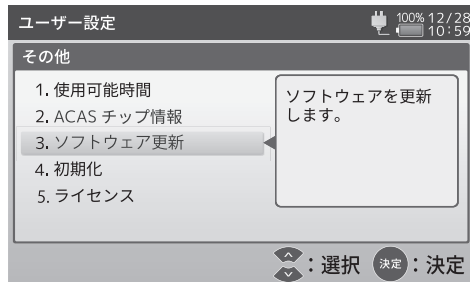 ユーザー設定
100% 12/28
10:59
その他
1. 使用可能時間
2. ACAS チップ情報
3. ソフトウェア更新
4. 初期化
5. ライセンス
ソフトウェアを更新
します。
：選択 決定：決定